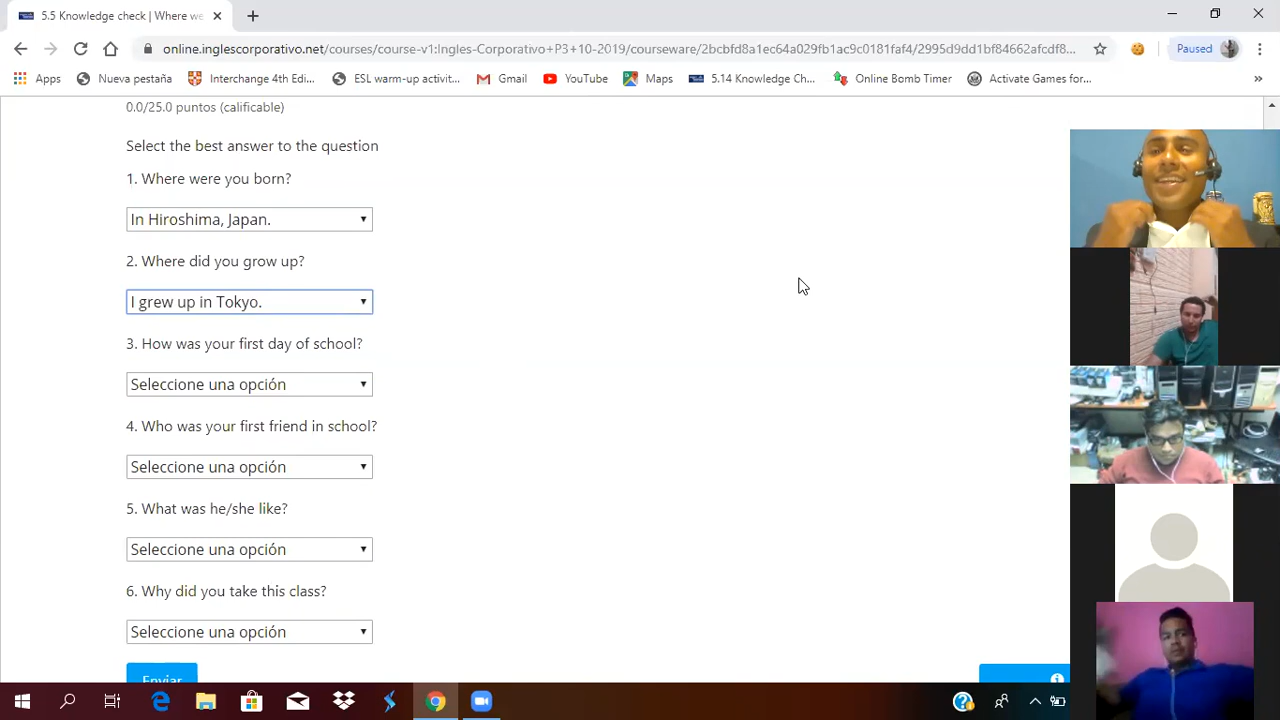 5.5 Knowledge check | Where we
online.inglescorporativo.net/courses/course-v1:Ingles-Corporativo+P3+10-2019/courseware/2bcbfd8a1ec64a029fb1ac9c0181faf4/2995d9dd1bf84662afcdf8...
Paused
Apps
Nueva pestaña
Interchange 4th Edi...
ESL warm-up activit...
Gmail
YouTube
Maps
5.14 Knowledge Ch...
Online Bomb Timer
Activate Games for...
0.0/25.0 puntos (calificable)
Select the best answer to the question
1. Where were you born?
In Hiroshima, Japan.
2. Where did you grow up?
I grew up in Tokyo.
3. How was your first day of school?
Seleccione una opción
4. Who was your first friend in school?
Seleccione una opción
5. What was he/she like?
Seleccione una opción
6. Why did you take this class?
Seleccione una opción
Enviar